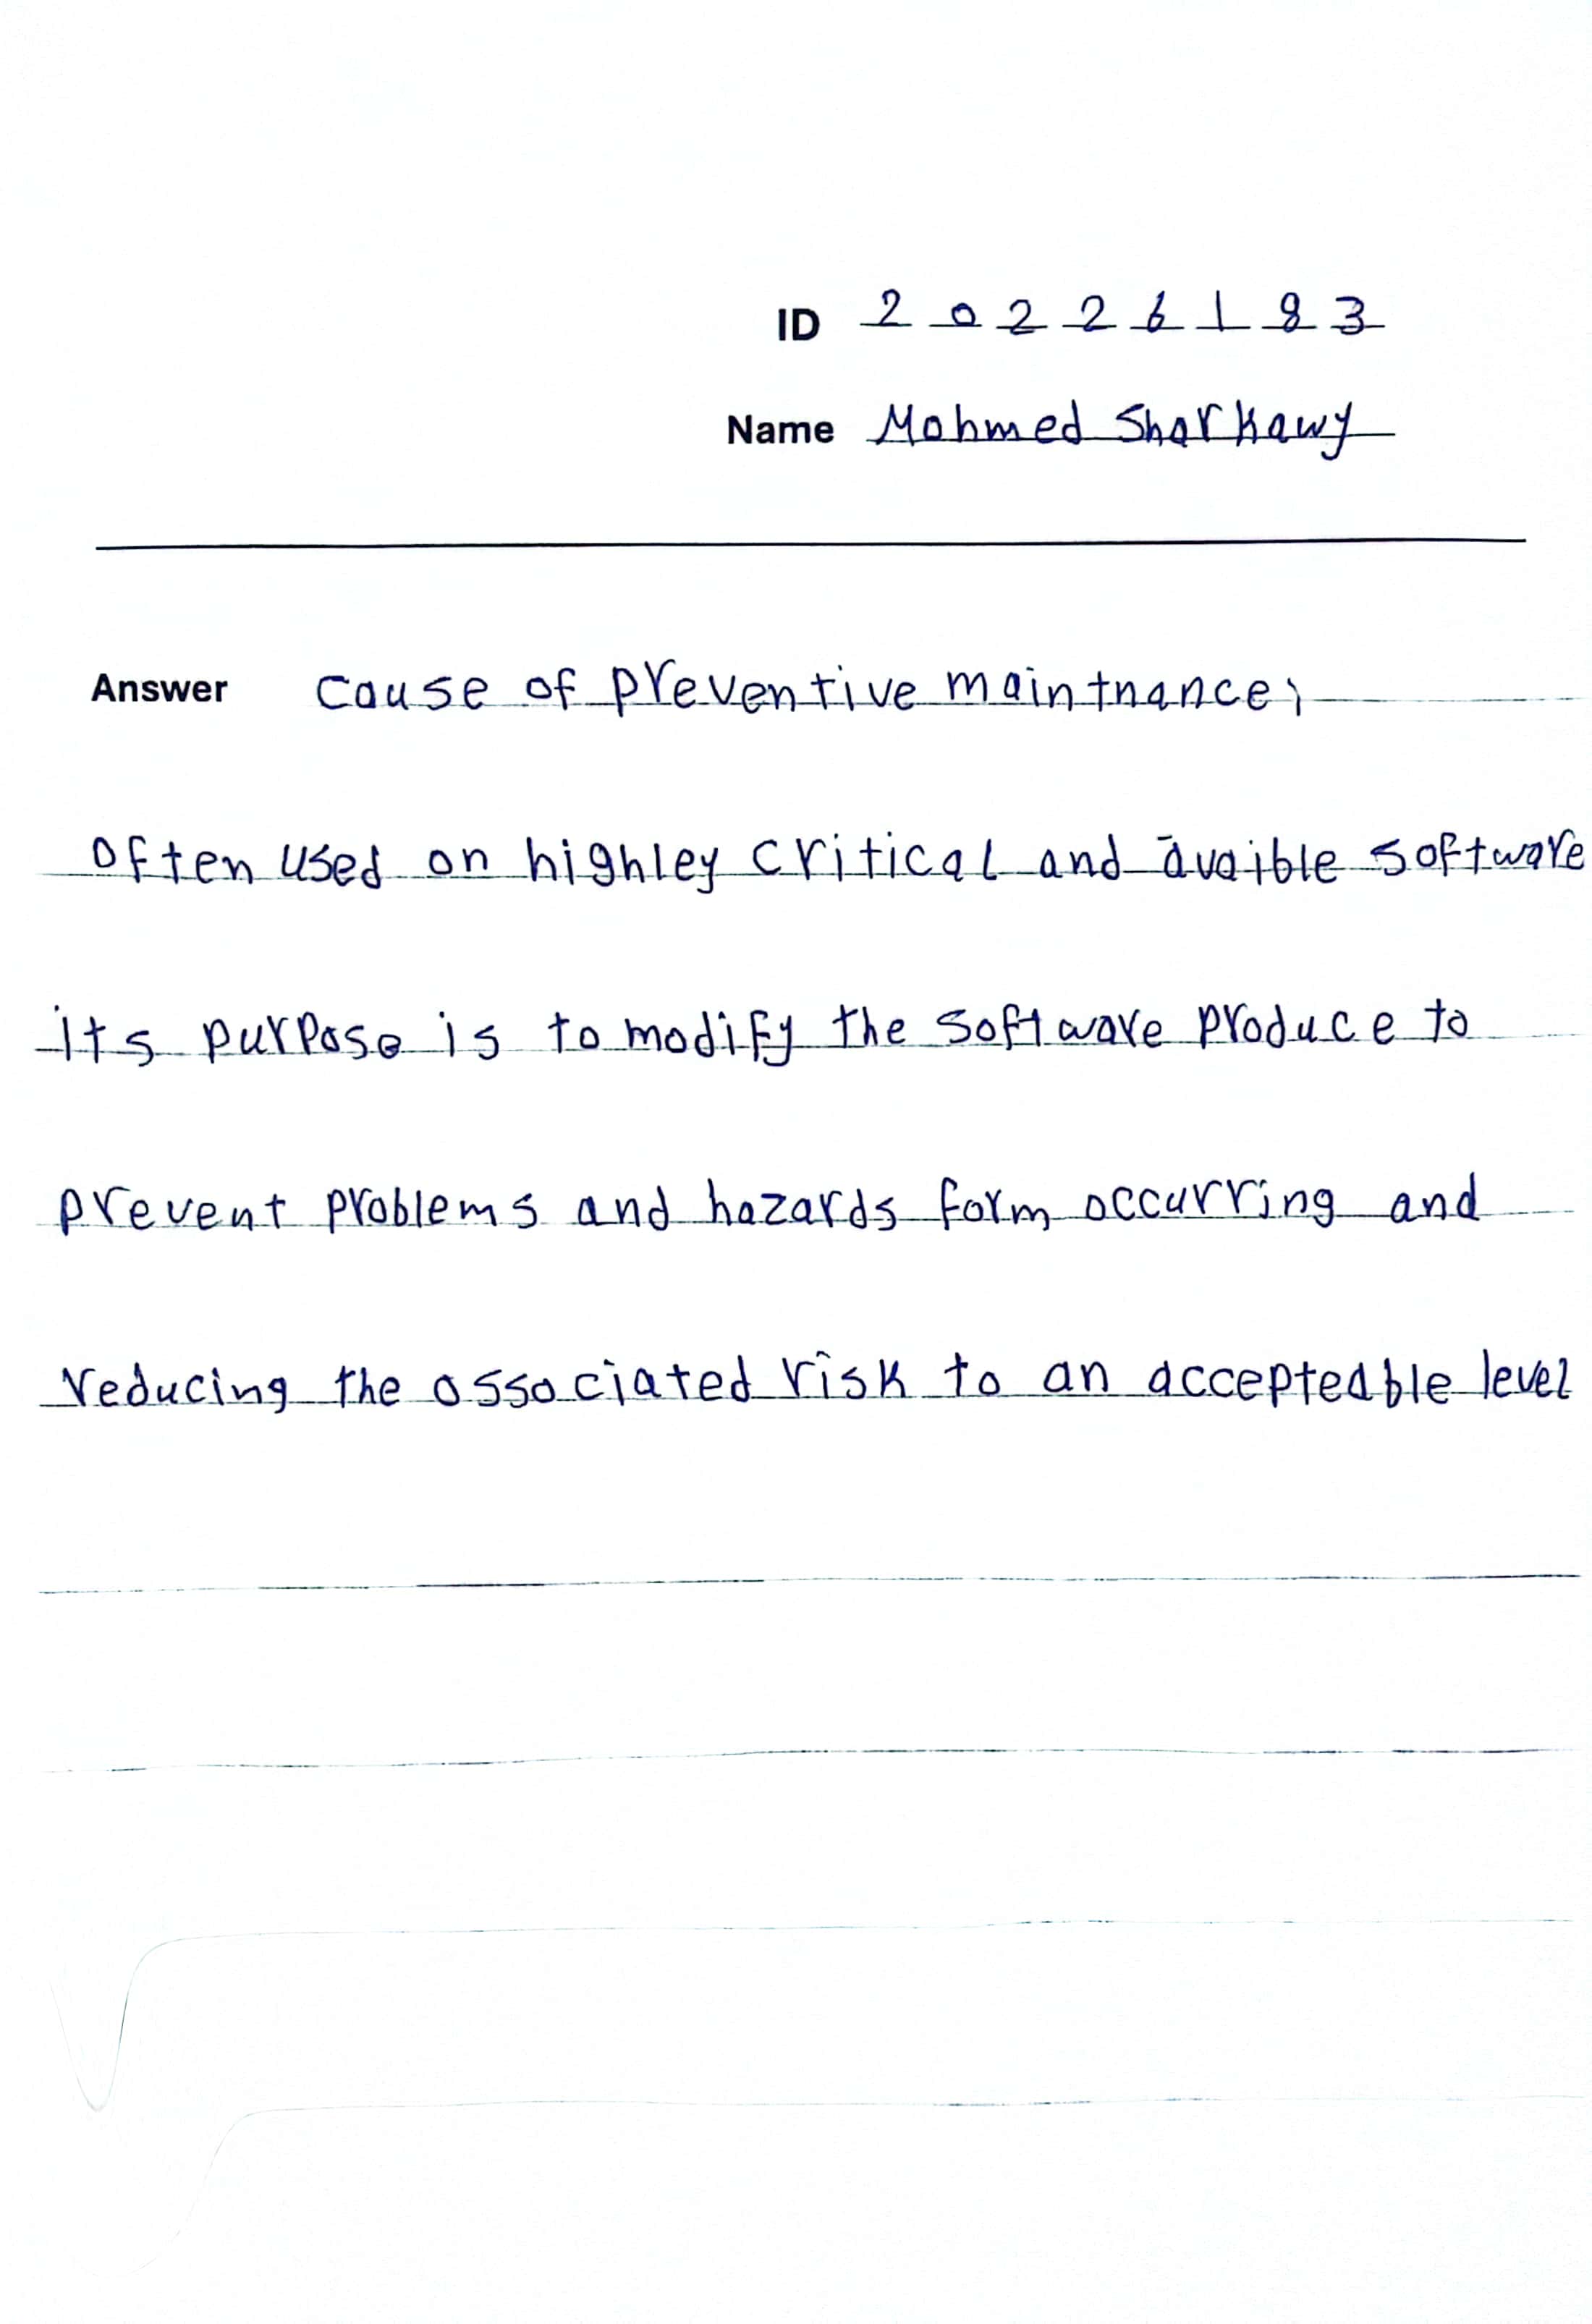 ID 20226183
Name Mohmed Sharkawy
Answer cause of preventive maintnance;
often used on highley critical and avaible software
its purpose is to modify the software produce to
prevent problems and hazards form occurring and
reducing the associated risk to an accepteable level